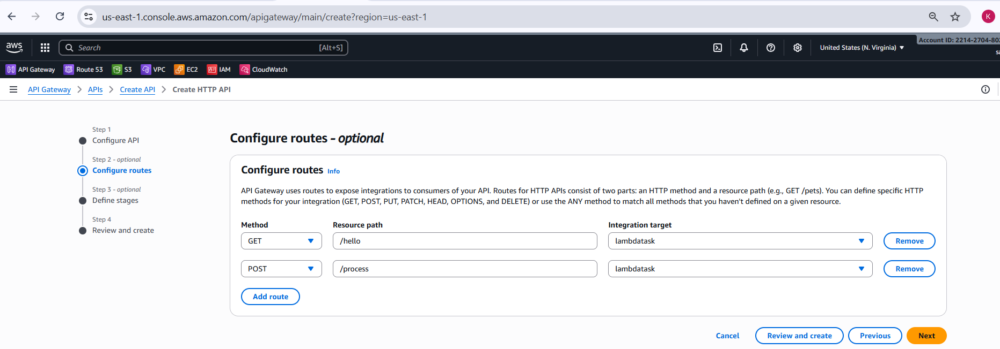 us-east-1.console.aws.amazon.com/apigateway/main/create?region=us-east-1
K
aws
Search
[Alt+S]
United States (N. Virginia)
Account ID: 2214-2704-80
API Gateway
Route 53
S3
VPC
EC2
IAM
CloudWatch
API Gateway > APIs > Create API > Create HTTP API
Step 1
Configure API
Step 2 - optional
Configure routes
Step 3 - optional
Define stages
Step 4
Review and create
Configure routes - optional
Configure routes Info
API Gateway uses routes to expose integrations to consumers of your API. Routes for HTTP APIs consist of two parts: an HTTP method and a resource path (e.g., GET /pets). You can define specific HTTP
methods for your integration (GET, POST, PUT, PATCH, HEAD, OPTIONS, and DELETE) or use the ANY method to match all methods that you haven't defined on a given resource.
Method Resource path Integration target
GET /hello lambdatask Remove
POST /process lambdatask Remove
Add route
Cancel Review and create Previous Next